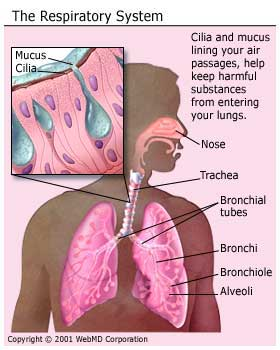 The Respiratory System
Mucus
Cilia
Cilia and mucus
lining your air
passages, help
keep harmful
substances
from entering
your lungs.
Nose
Trachea
Bronchial
tubes
Bronchi
Bronchiole
Alveoli
Copyright © 2001 WebMD Corporation